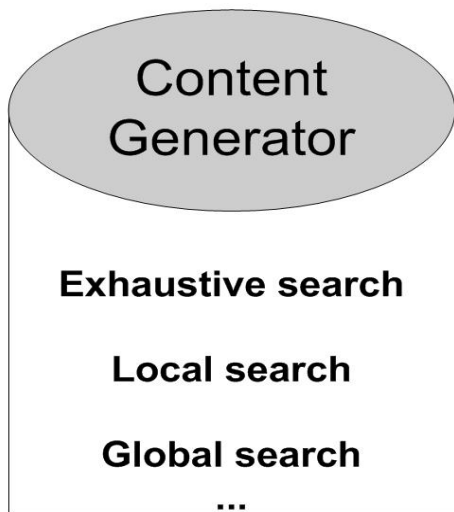 Content
Generator
Exhaustive search
Local search
Global search
...